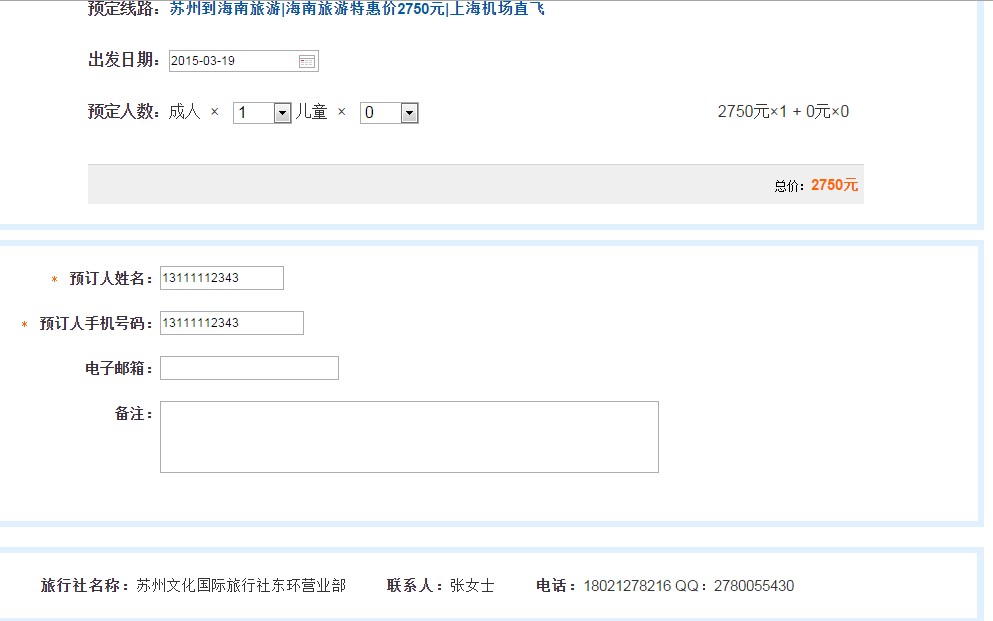 预定线路：苏州到海南旅游|海南旅游特惠价2750元|上海机场直飞
出发日期：2015-03-19
预定人数：成人 × 1 儿童 × 0 2750元×1 + 0元×0
总价：2750元
* 预订人姓名：13111112343
* 预订人手机号码：13111112343
电子邮箱：
备注：
旅行社名称：苏州文化国际旅行社东环营业部 联系人：张女士 电话：18021278216 QQ：2780055430